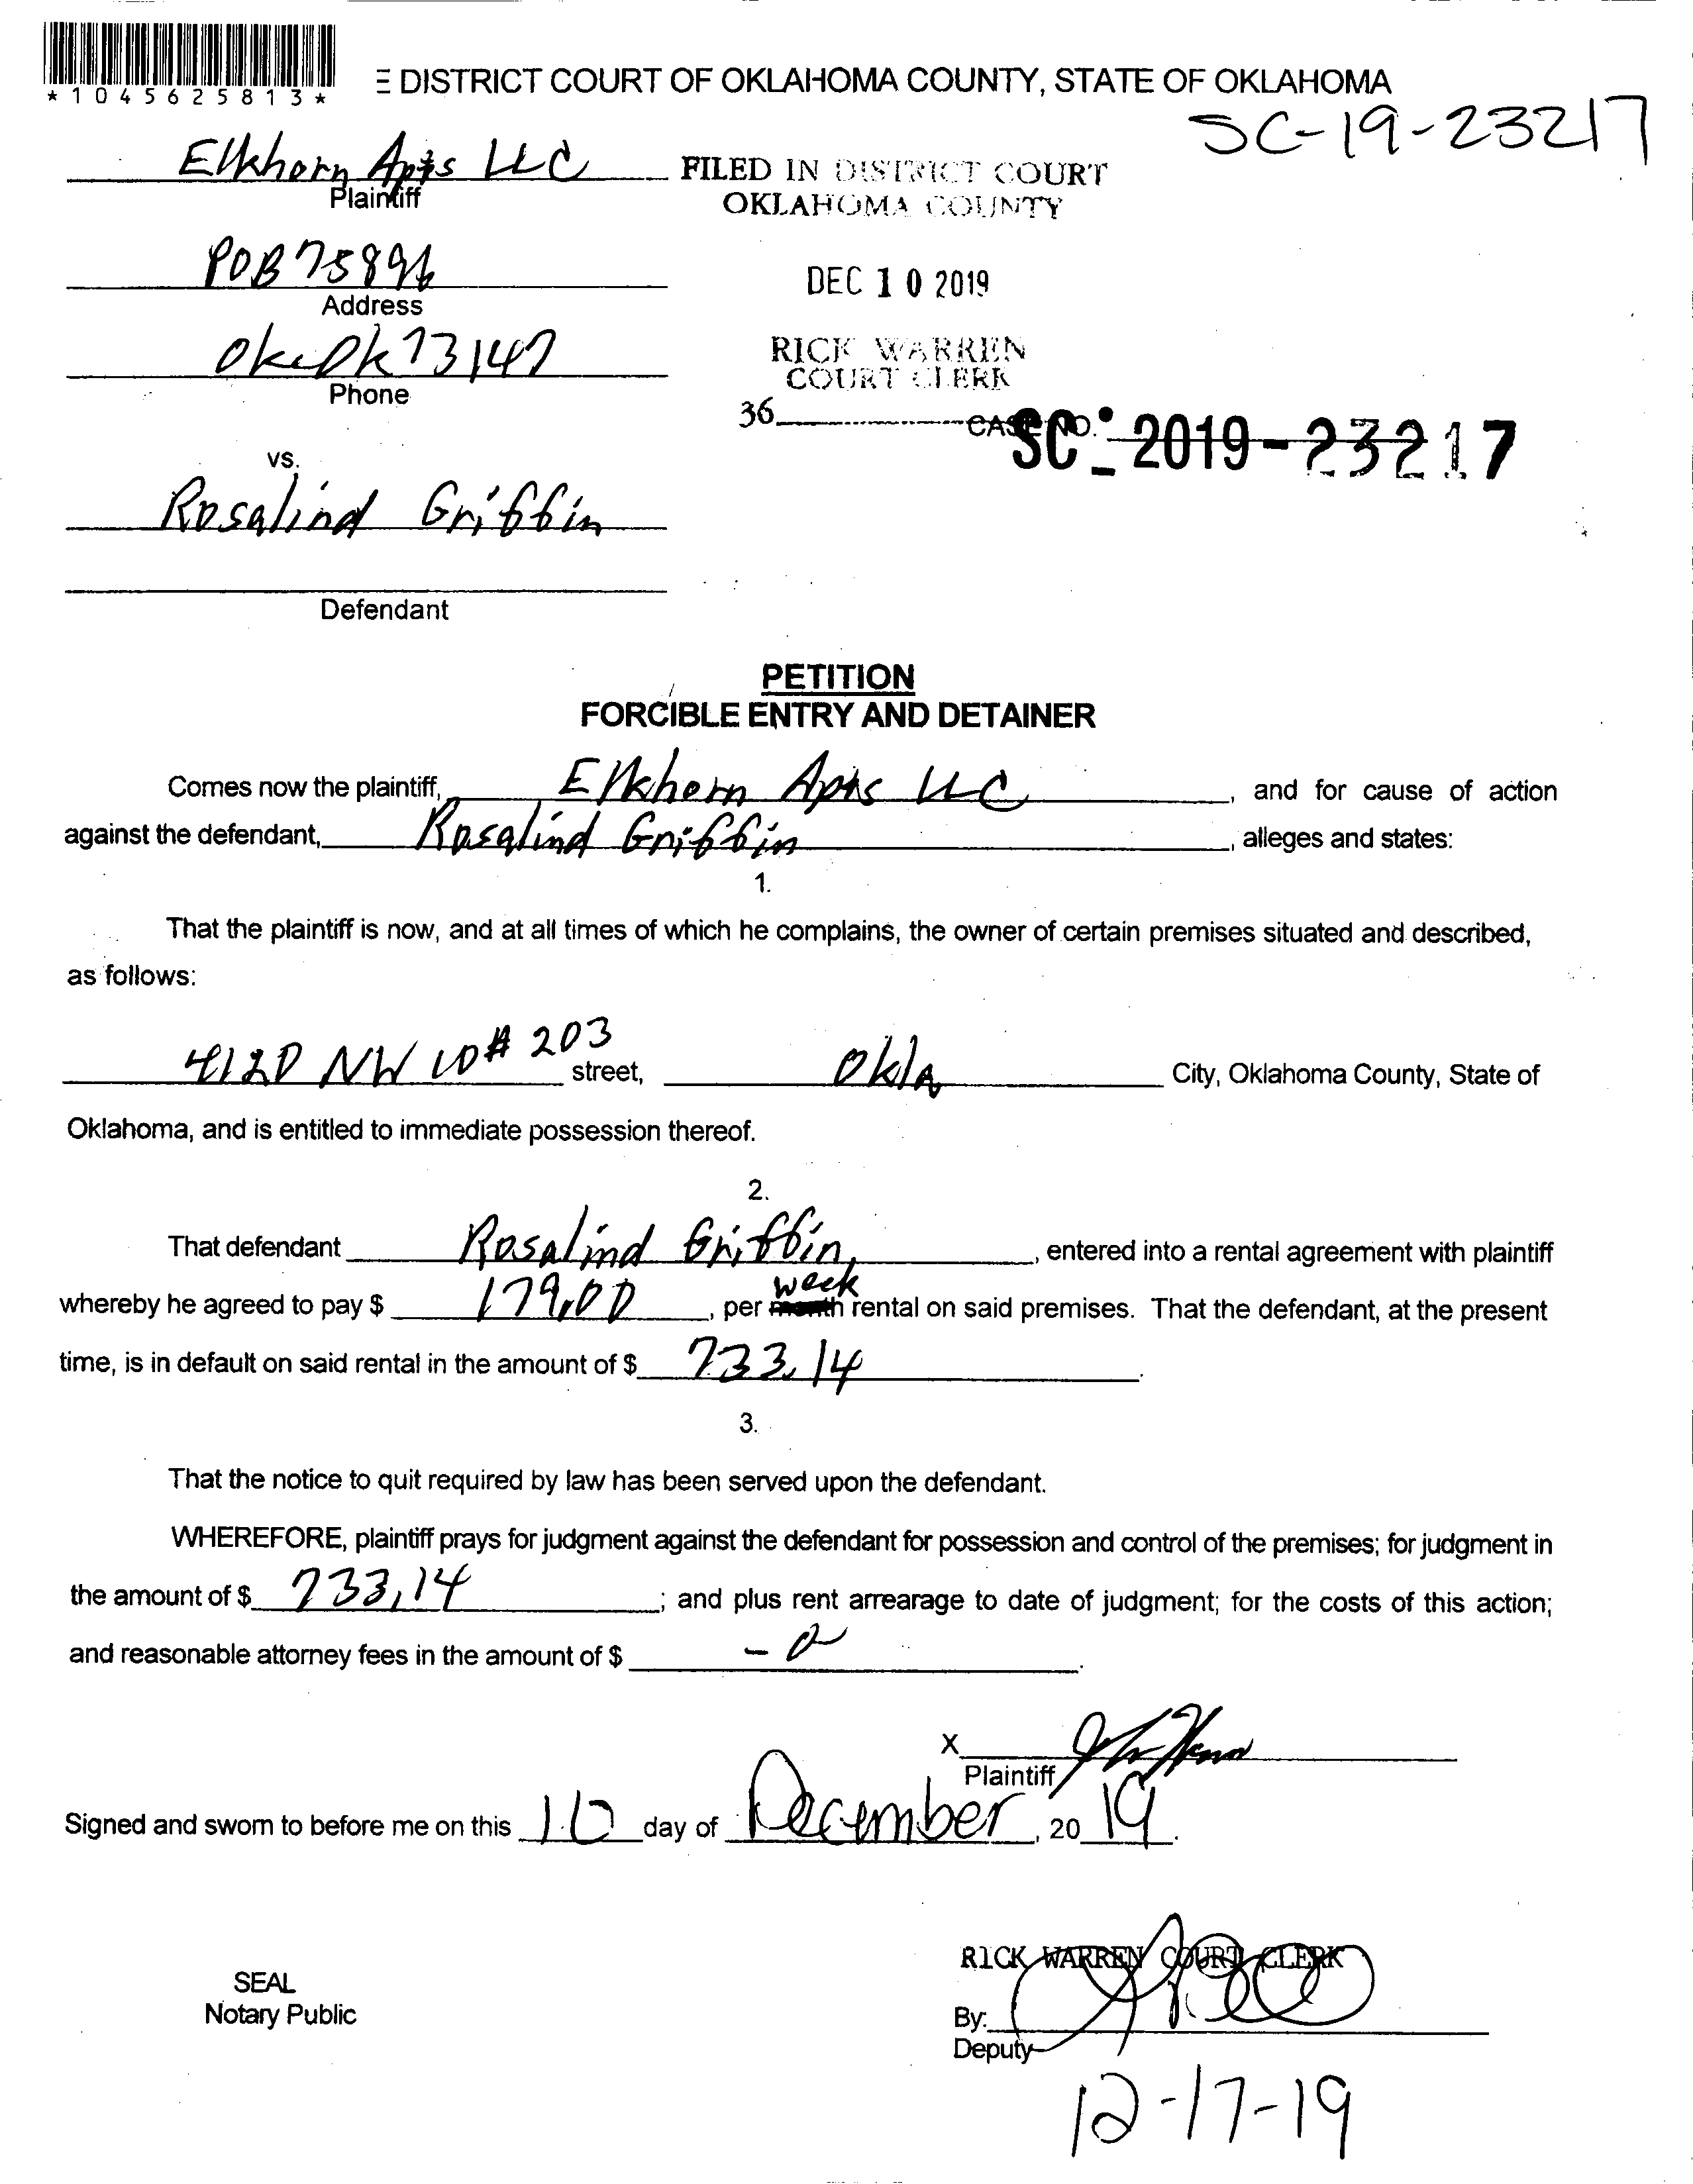 *1045625813*
E DISTRICT COURT OF OKLAHOMA COUNTY, STATE OF OKLAHOMA
SC-19-23217
Elkhorn Apts LLC
Plaintiff
FILED IN DISTRICT COURT
OKLAHOMA COUNTY
POB 75896
Address
DEC 10 2019
Okc Ok 73147
Phone
RICK WARREN
COURT CLERK
36
CASE NO. SC-2019-23217
vs.
Rosalind Griffin
Defendant
PETITION
FORCIBLE ENTRY AND DETAINER
Comes now the plaintiff, Elkhorn Apts LLC, and for cause of action
against the defendant, Rosalind Griffin, alleges and states:
1.
That the plaintiff is now, and at all times of which he complains, the owner of certain premises situated and described,
as follows:
4120 NW 10 # 203 street, Okla City, Oklahoma County, State of
Oklahoma, and is entitled to immediate possession thereof.
2.
That defendant Rosalind Griffin, entered into a rental agreement with plaintiff
week
whereby he agreed to pay $ 179.00, per month rental on said premises. That the defendant, at the present
time, is in default on said rental in the amount of $ 733.14.
3.
That the notice to quit required by law has been served upon the defendant.
WHEREFORE, plaintiff prays for judgment against the defendant for possession and control of the premises; for judgment in
the amount of $ 733,14; and plus rent arrearage to date of judgment; for the costs of this action;
and reasonable attorney fees in the amount of $ - 0.
X
Plaintiff
Signed and sworn to before me on this 10 day of December, 2019.
RICK WARREN COURT CLERK
SEAL
Notary Public
By:
Deputy
12-17-19